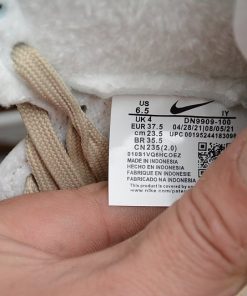 US 6.5 IY
UK 4 DN9909-100
EUR 37.5 04/28/21 08/05/21
cm 23.5 UPC 00195244183098
BR 35.5
CN 235(2.0)
MADE IN INDONESIA
HECHO EN INDONESIA
FABRIQUE EN INDONESIE
FABRICADO NA INDONESIA